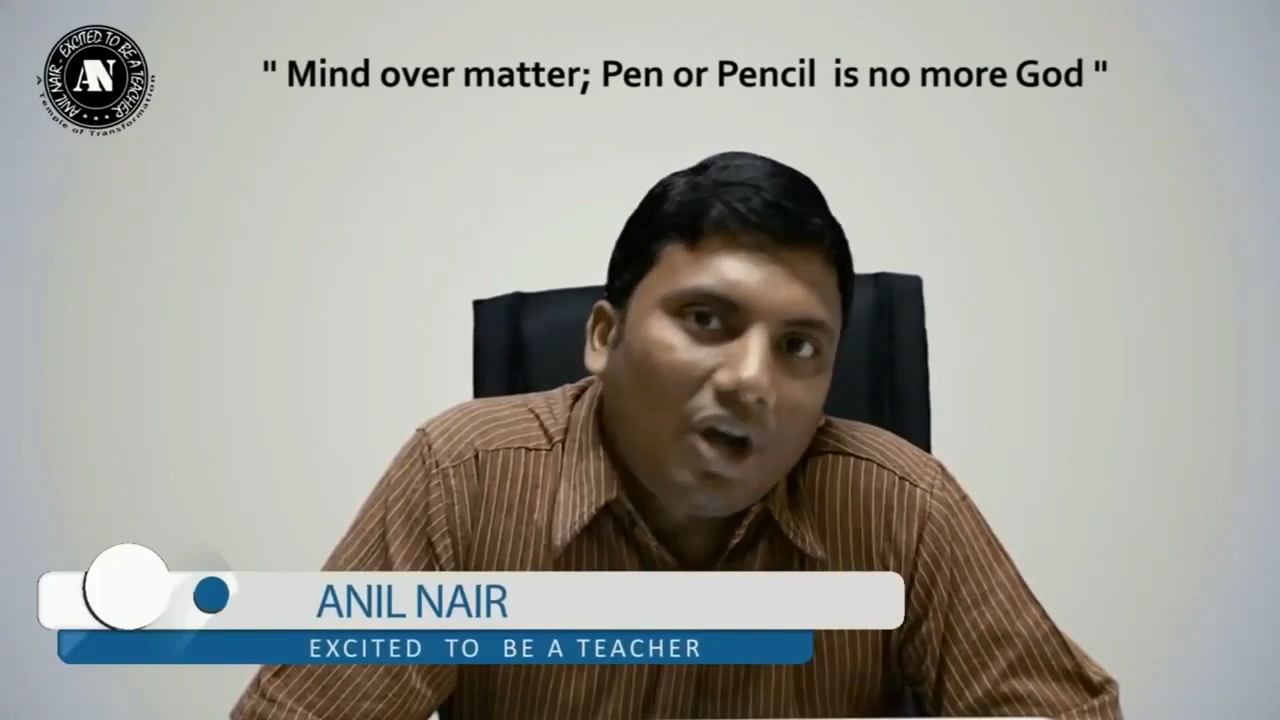 ANIL NAIR - EXCITED TO BE A TEACHER
AN
A Temple of Transformation
" Mind over matter; Pen or Pencil is no more God "
ANIL NAIR
EXCITED TO BE A TEACHER